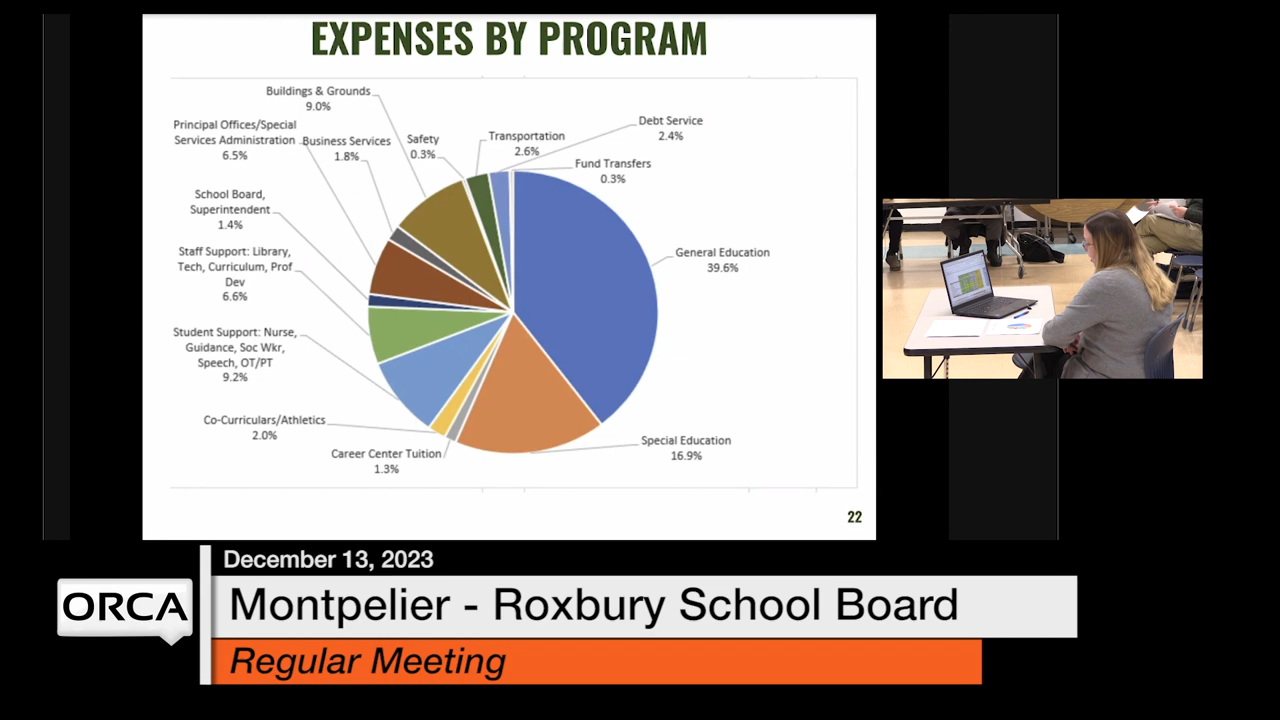 EXPENSES BY PROGRAM
Buildings & Grounds
9.0%
Principal Offices/Special
Services Administration
6.5%
Business Services
1.8%
Safety
0.3%
Transportation
2.6%
Debt Service
2.4%
Fund Transfers
0.3%
School Board,
Superintendent
1.4%
General Education
39.6%
Staff Support: Library,
Tech, Curriculum, Prof
Dev
6.6%
Student Support: Nurse,
Guidance, Soc Wkr,
Speech, OT/PT
9.2%
Co-Curriculars/Athletics
2.0%
Career Center Tuition
1.3%
Special Education
16.9%
22
December 13, 2023
ORCA
Montpelier - Roxbury School Board
Regular Meeting